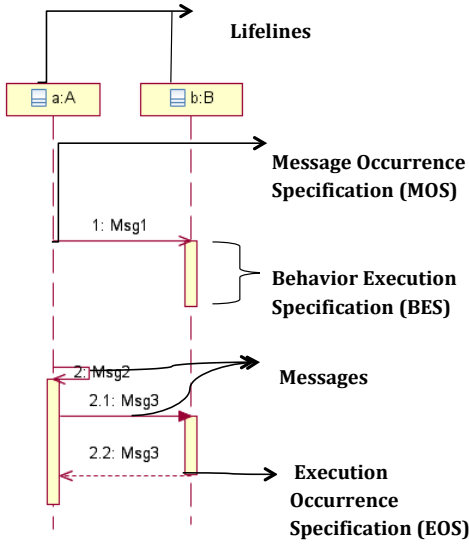 Lifelines
a:A
b:B
Message Occurrence
Specification (MOS)
1: Msg1
Behavior Execution
Specification (BES)
2: Msg2
Messages
2.1: Msg3
2.2: Msg3
Execution
Occurrence
Specification (EOS)